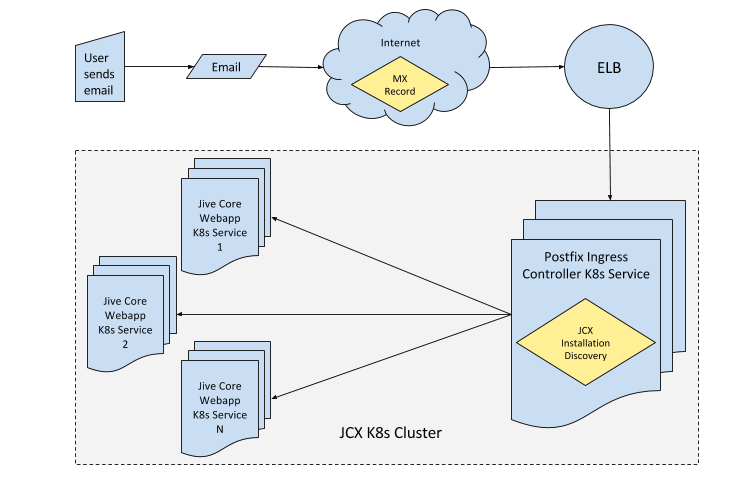 User
sends
email
Email
Internet
MX
Record
ELB
Jive Core
Webapp
K8s Service
1
Postfix Ingress
Controller K8s Service
JCX
Installation
Discovery
Jive Core
Webapp
K8s Service
2
Jive Core
Webapp
K8s Service
N
JCX K8s Cluster